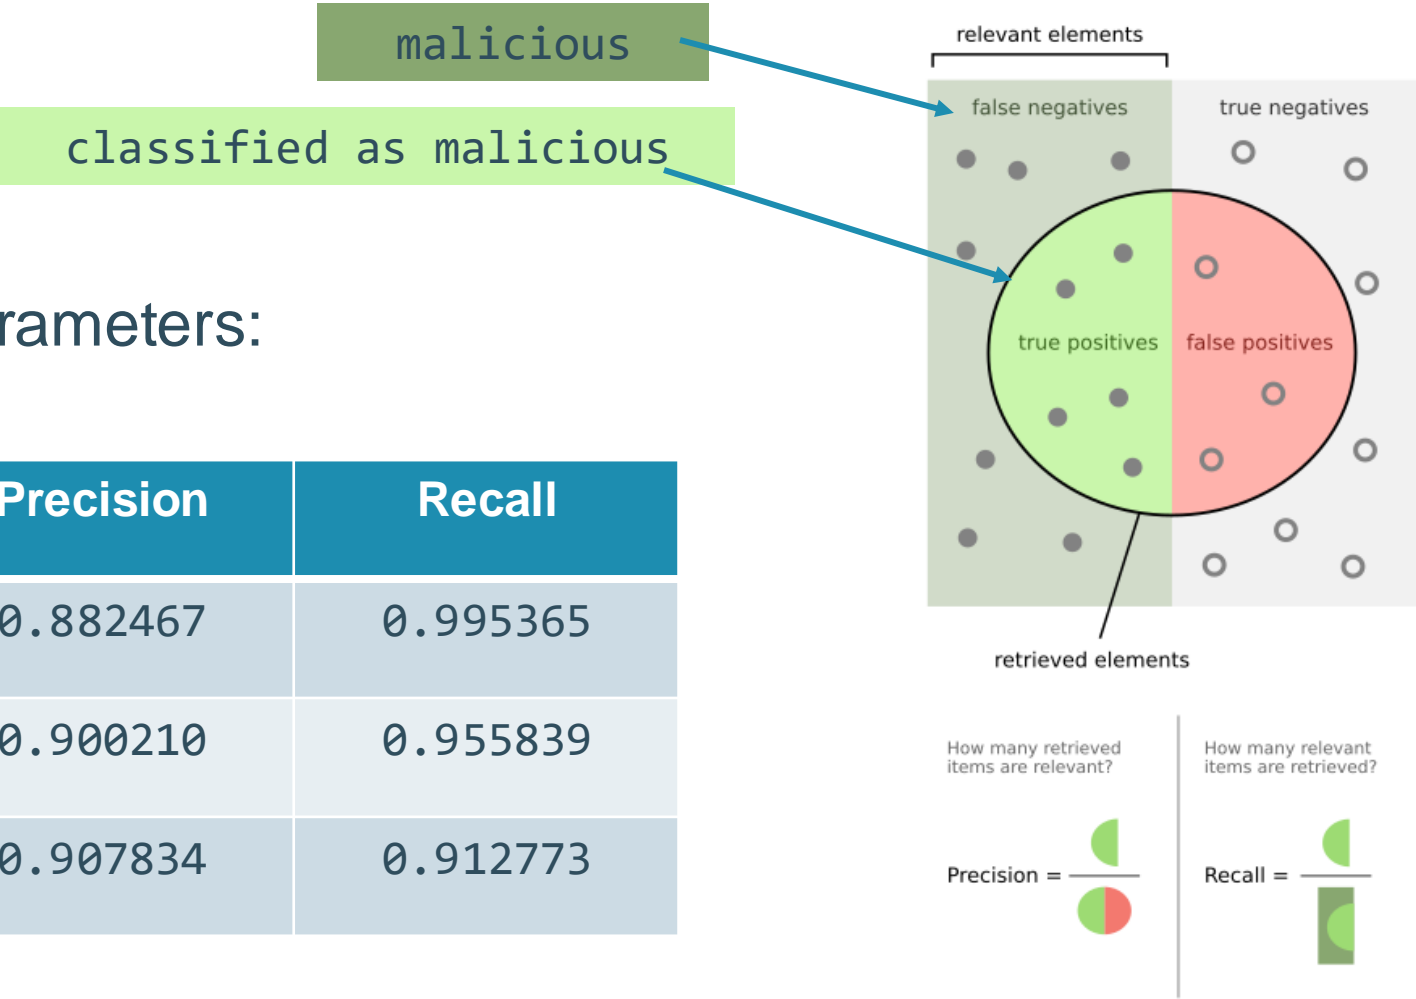 malicious
classified as malicious
rameters:
Precision Recall
0.882467 0.995365
0.900210 0.955839
0.907834 0.912773
relevant elements
false negatives true negatives
true positives false positives
retrieved elements
How many retrieved
items are relevant?
How many relevant
items are retrieved?
Precision =
Recall =